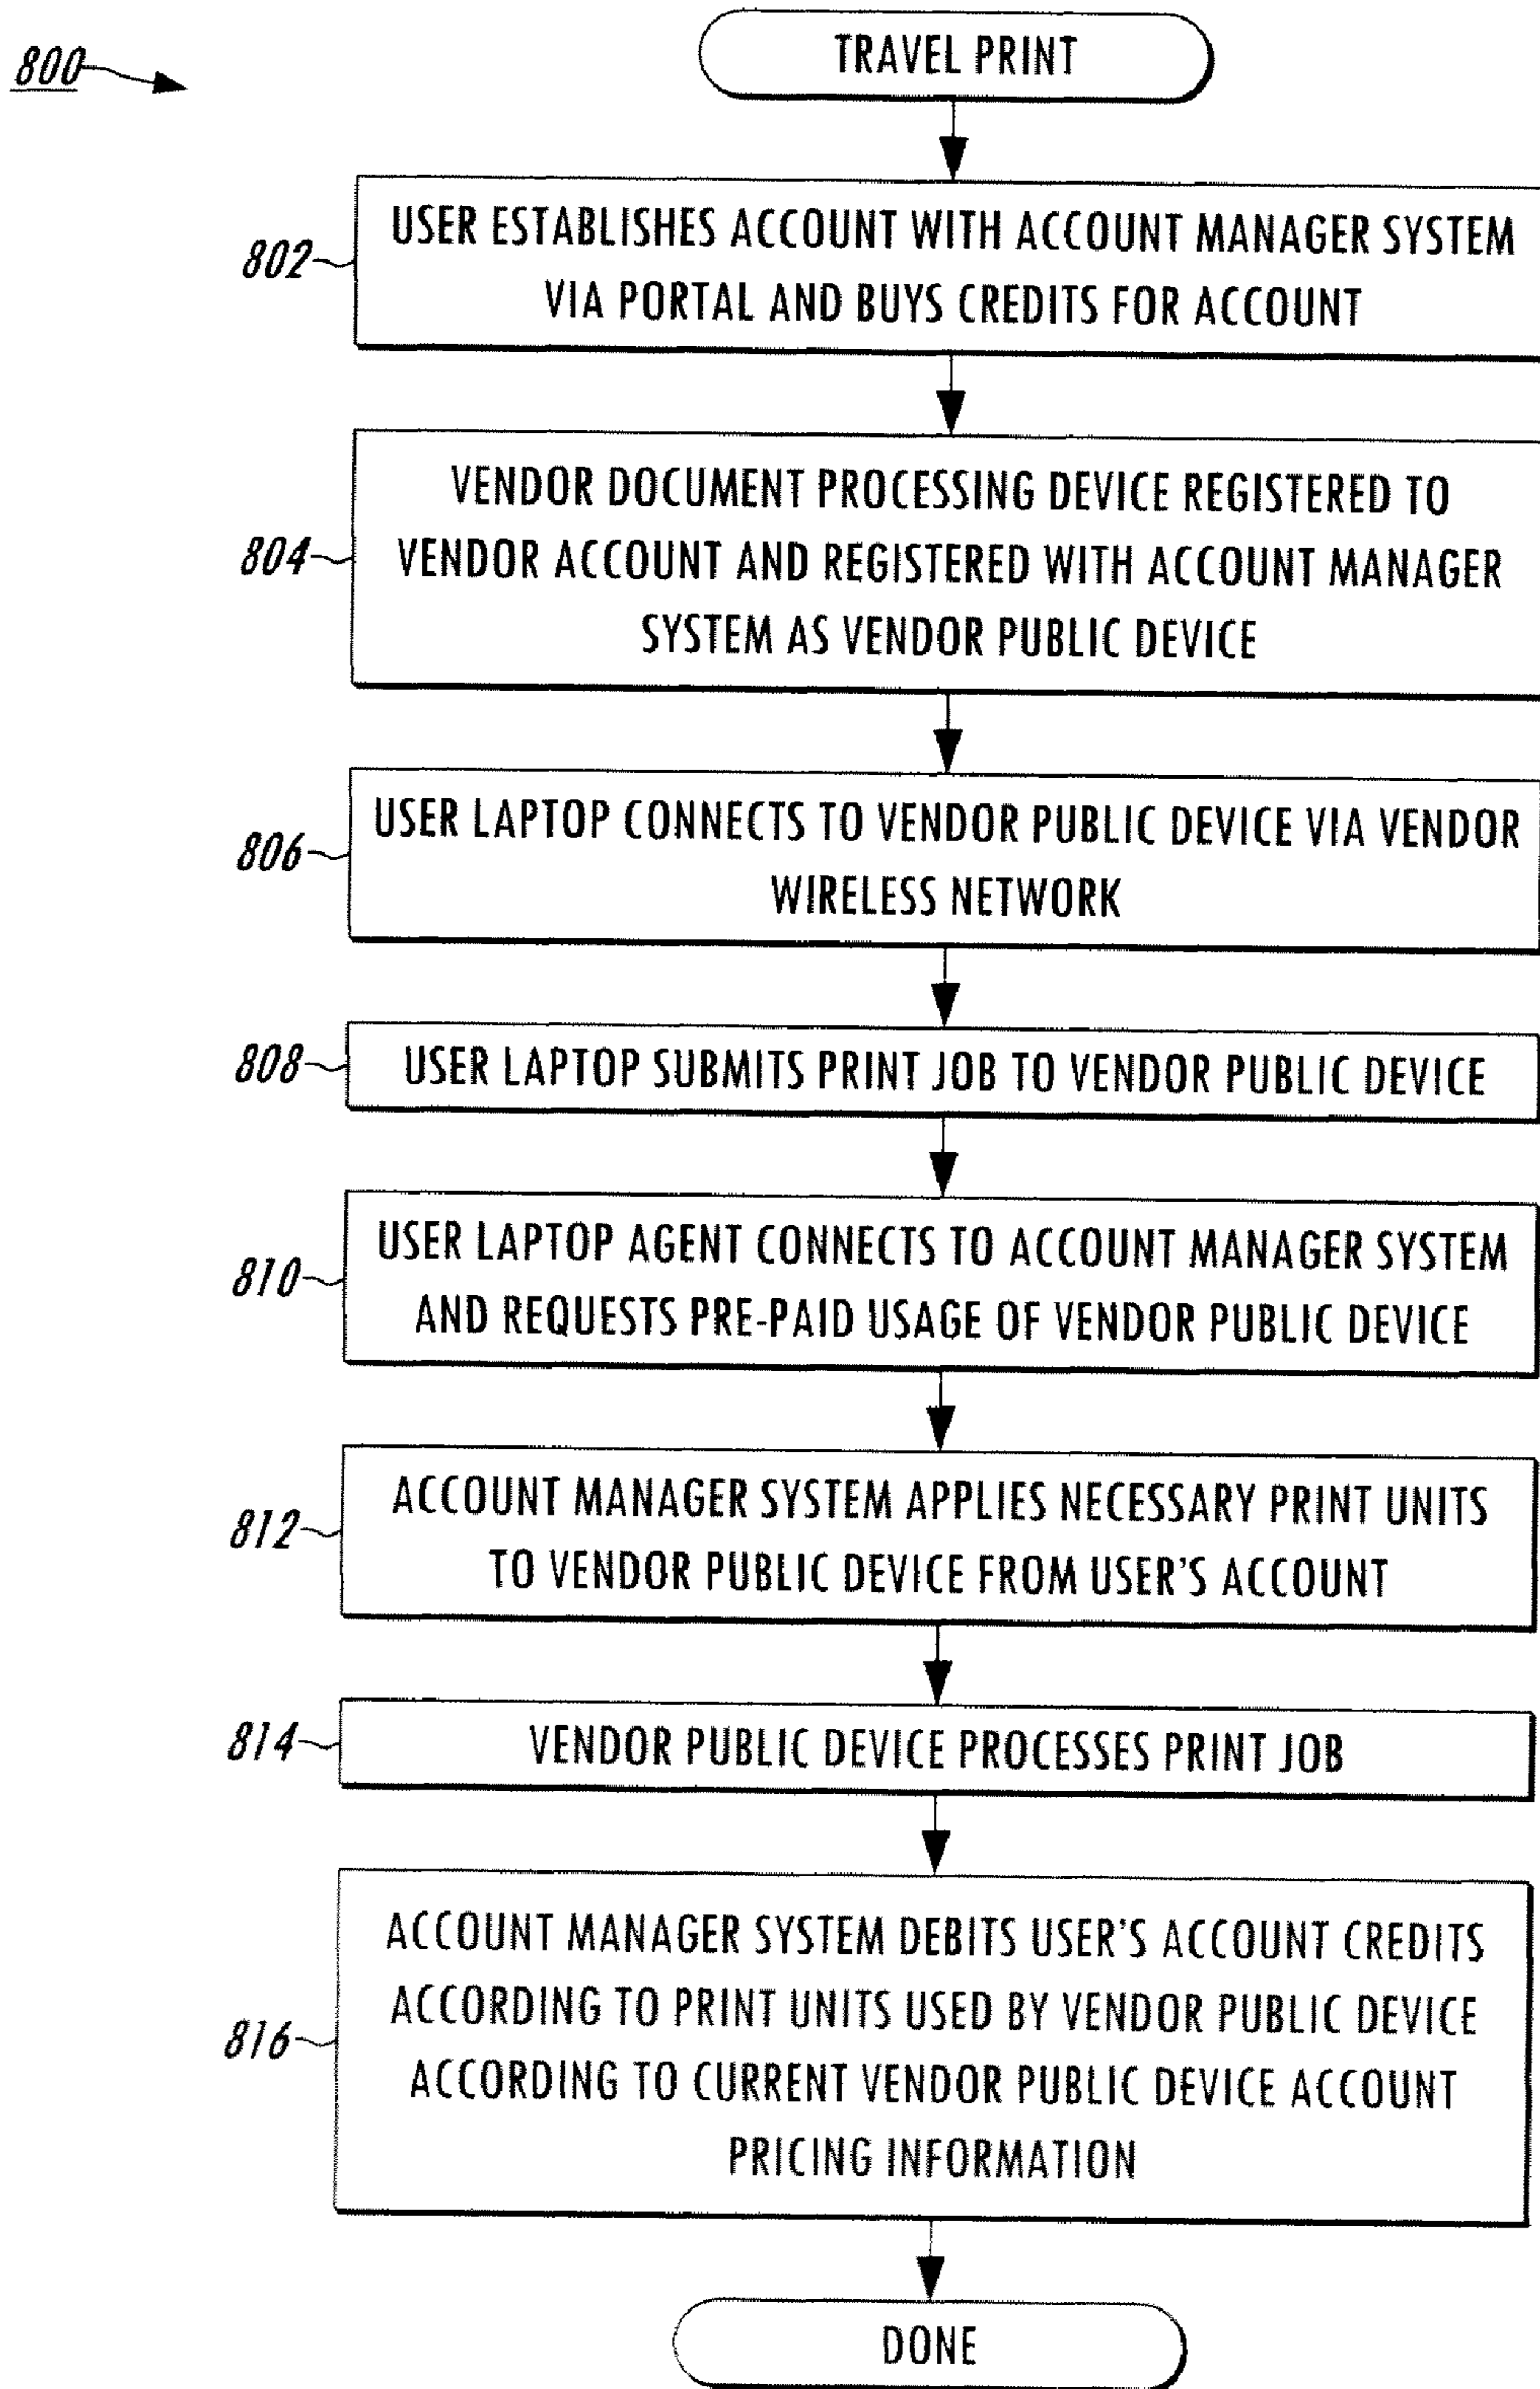 800
TRAVEL PRINT
802
USER ESTABLISHES ACCOUNT WITH ACCOUNT MANAGER SYSTEM
VIA PORTAL AND BUYS CREDITS FOR ACCOUNT
804
VENDOR DOCUMENT PROCESSING DEVICE REGISTERED TO
VENDOR ACCOUNT AND REGISTERED WITH ACCOUNT MANAGER
SYSTEM AS VENDOR PUBLIC DEVICE
806
USER LAPTOP CONNECTS TO VENDOR PUBLIC DEVICE VIA VENDOR
WIRELESS NETWORK
808
USER LAPTOP SUBMITS PRINT JOB TO VENDOR PUBLIC DEVICE
810
USER LAPTOP AGENT CONNECTS TO ACCOUNT MANAGER SYSTEM
AND REQUESTS PRE-PAID USAGE OF VENDOR PUBLIC DEVICE
812
ACCOUNT MANAGER SYSTEM APPLIES NECESSARY PRINT UNITS
TO VENDOR PUBLIC DEVICE FROM USER'S ACCOUNT
814
VENDOR PUBLIC DEVICE PROCESSES PRINT JOB
816
ACCOUNT MANAGER SYSTEM DEBITS USER'S ACCOUNT CREDITS
ACCORDING TO PRINT UNITS USED BY VENDOR PUBLIC DEVICE
ACCORDING TO CURRENT VENDOR PUBLIC DEVICE ACCOUNT
PRICING INFORMATION
DONE